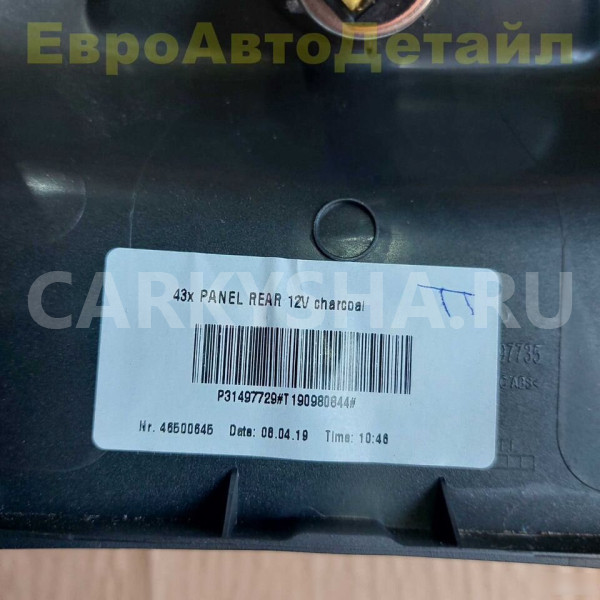 ЕвроАвтоДетайл
43x PANEL REAR 12V charcoal
CARKYSHA.RU
7735
P31497729#T190980844#
Nr. 46500645 Date: 08.04.19 Time: 10:46